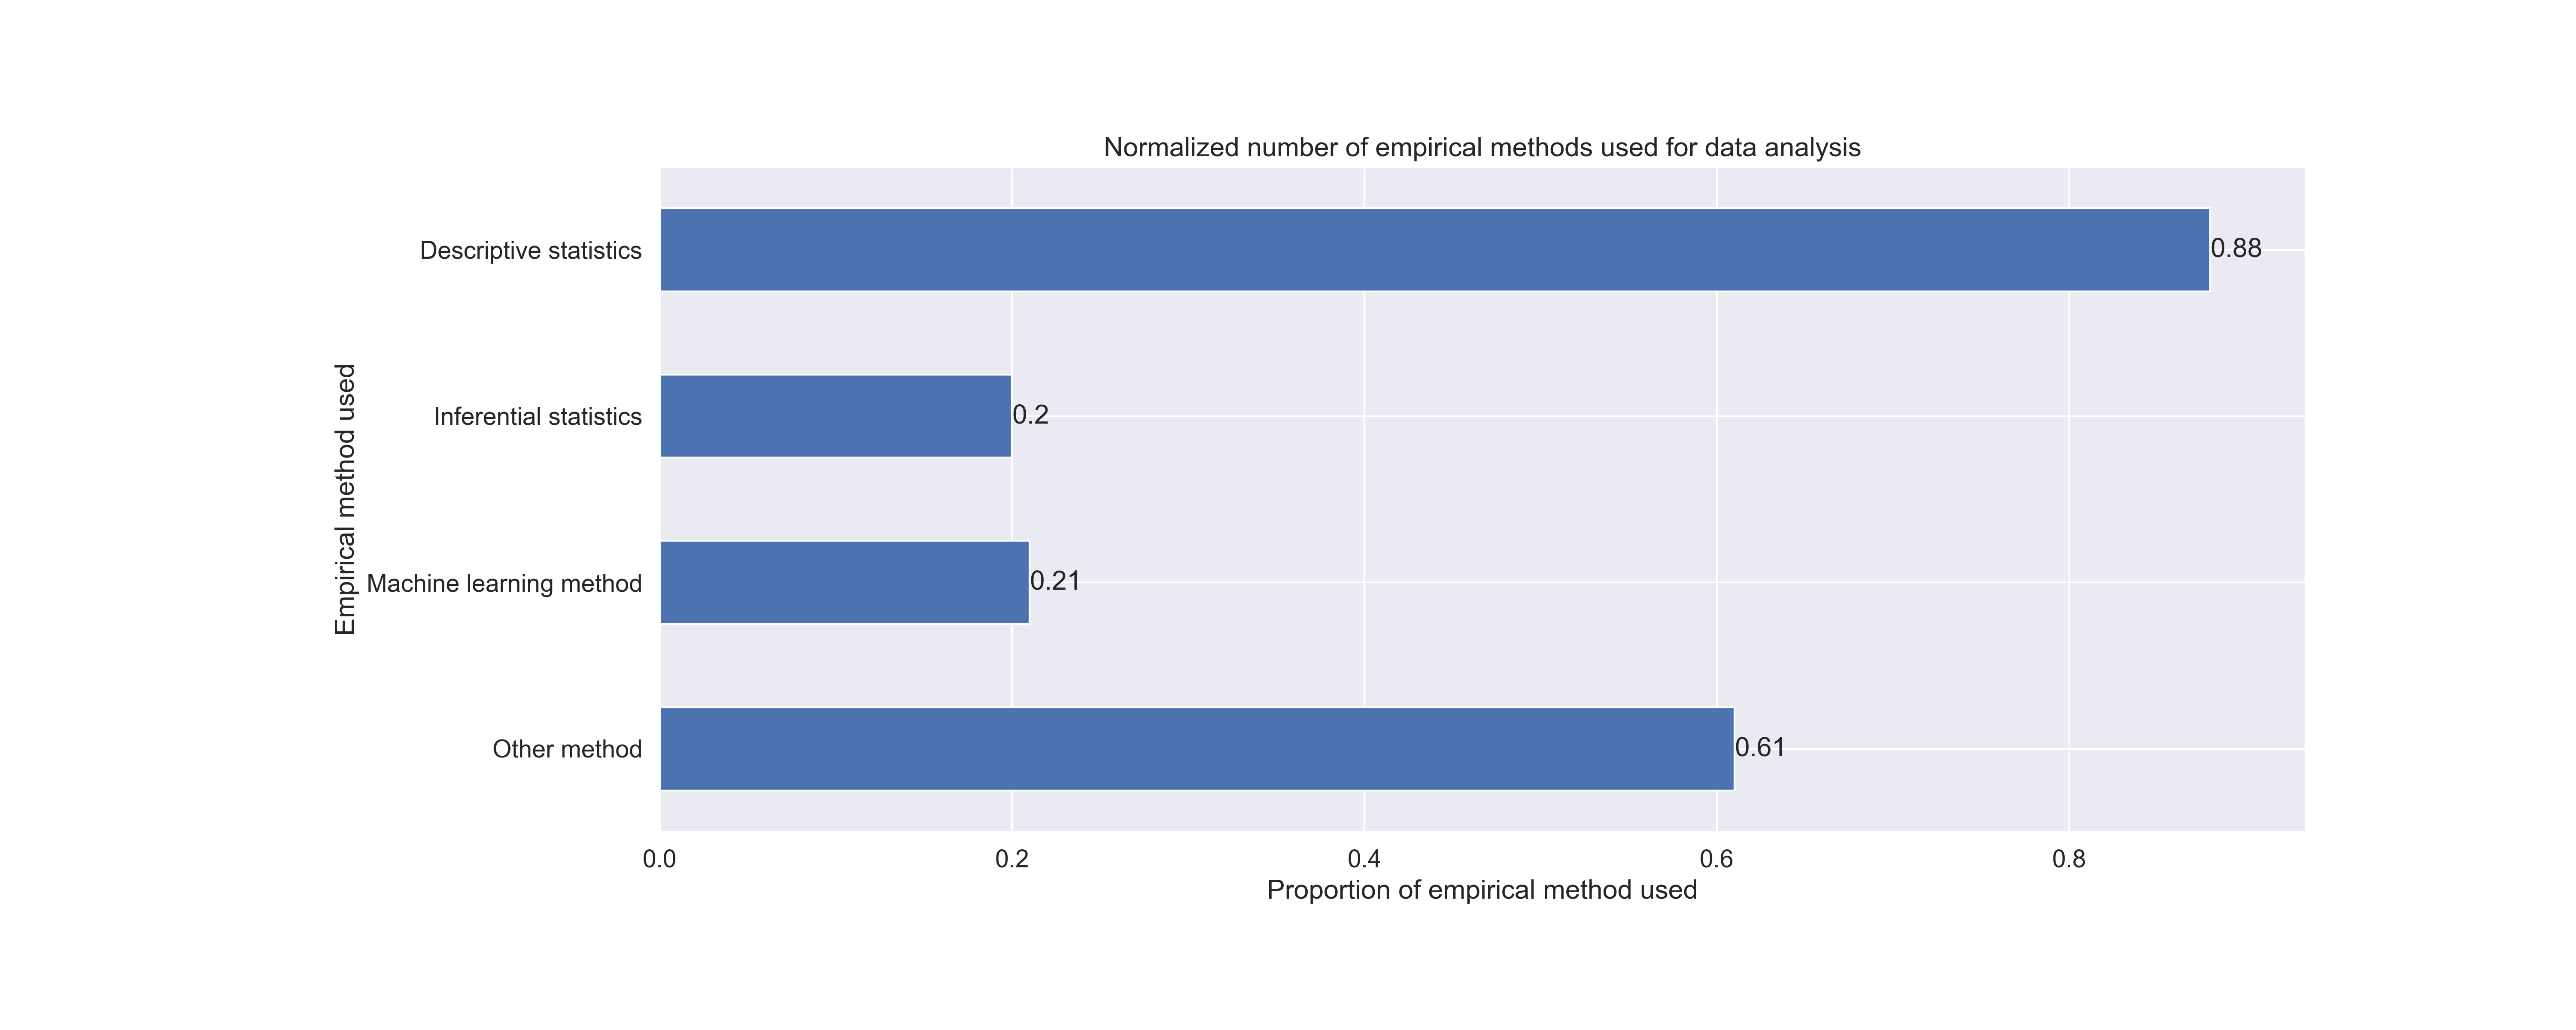 Normalized number of empirical methods used for data analysis
Descriptive statistics
0.88
Inferential statistics
0.2
Machine learning method
0.21
Other method
0.61
Empirical method used
0.0 0.2 0.4 0.6 0.8
Proportion of empirical method used